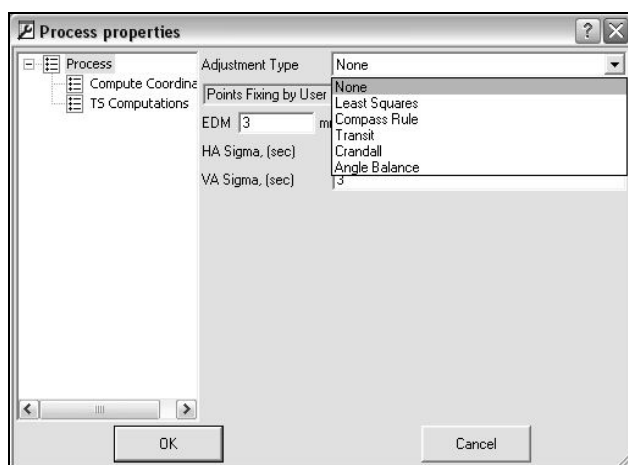 Process properties
Process
Compute Coordina
TS Computations
Adjustment Type
None
None
Least Squares
Compass Rule
Transit
Crandall
Angle Balance
Points Fixing by User
EDM 3
HA Sigma, (sec)
VA Sigma, (sec) 3
OK
Cancel